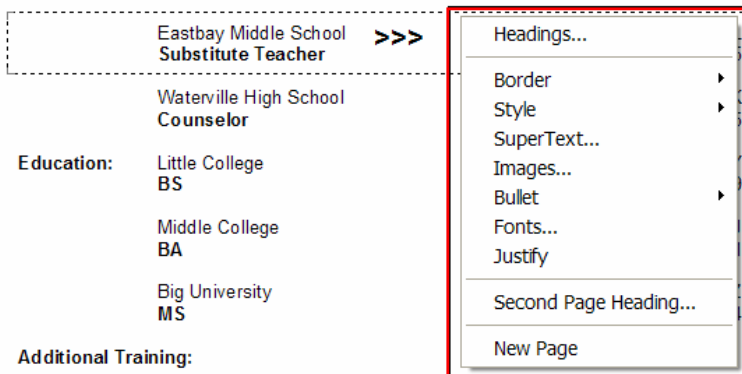 Eastbay Middle School >>>
Substitute Teacher
Waterville High School
Counselor
Education: Little College
BS
Middle College
BA
Big University
MS
Additional Training:
Headings...
Border
Style
SuperText...
Images...
Bullet
Fonts...
Justify
Second Page Heading...
New Page